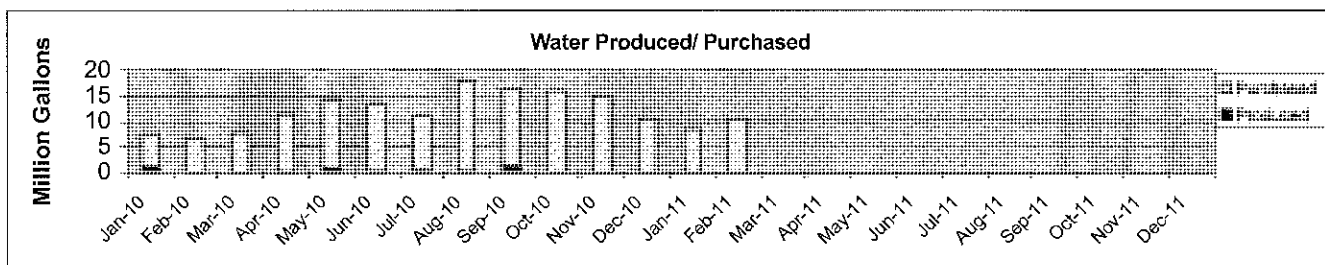 Water Produced/ Purchased
Million Gallons
20
15
10
5
0
Jan-10
Feb-10
Mar-10
Apr-10
May-10
Jun-10
Jul-10
Aug-10
Sep-10
Oct-10
Nov-10
Dec-10
Jan-11
Feb-11
Mar-11
Apr-11
May-11
Jun-11
Jul-11
Aug-11
Sep-11
Oct-11
Nov-11
Dec-11
Purchased
Produced